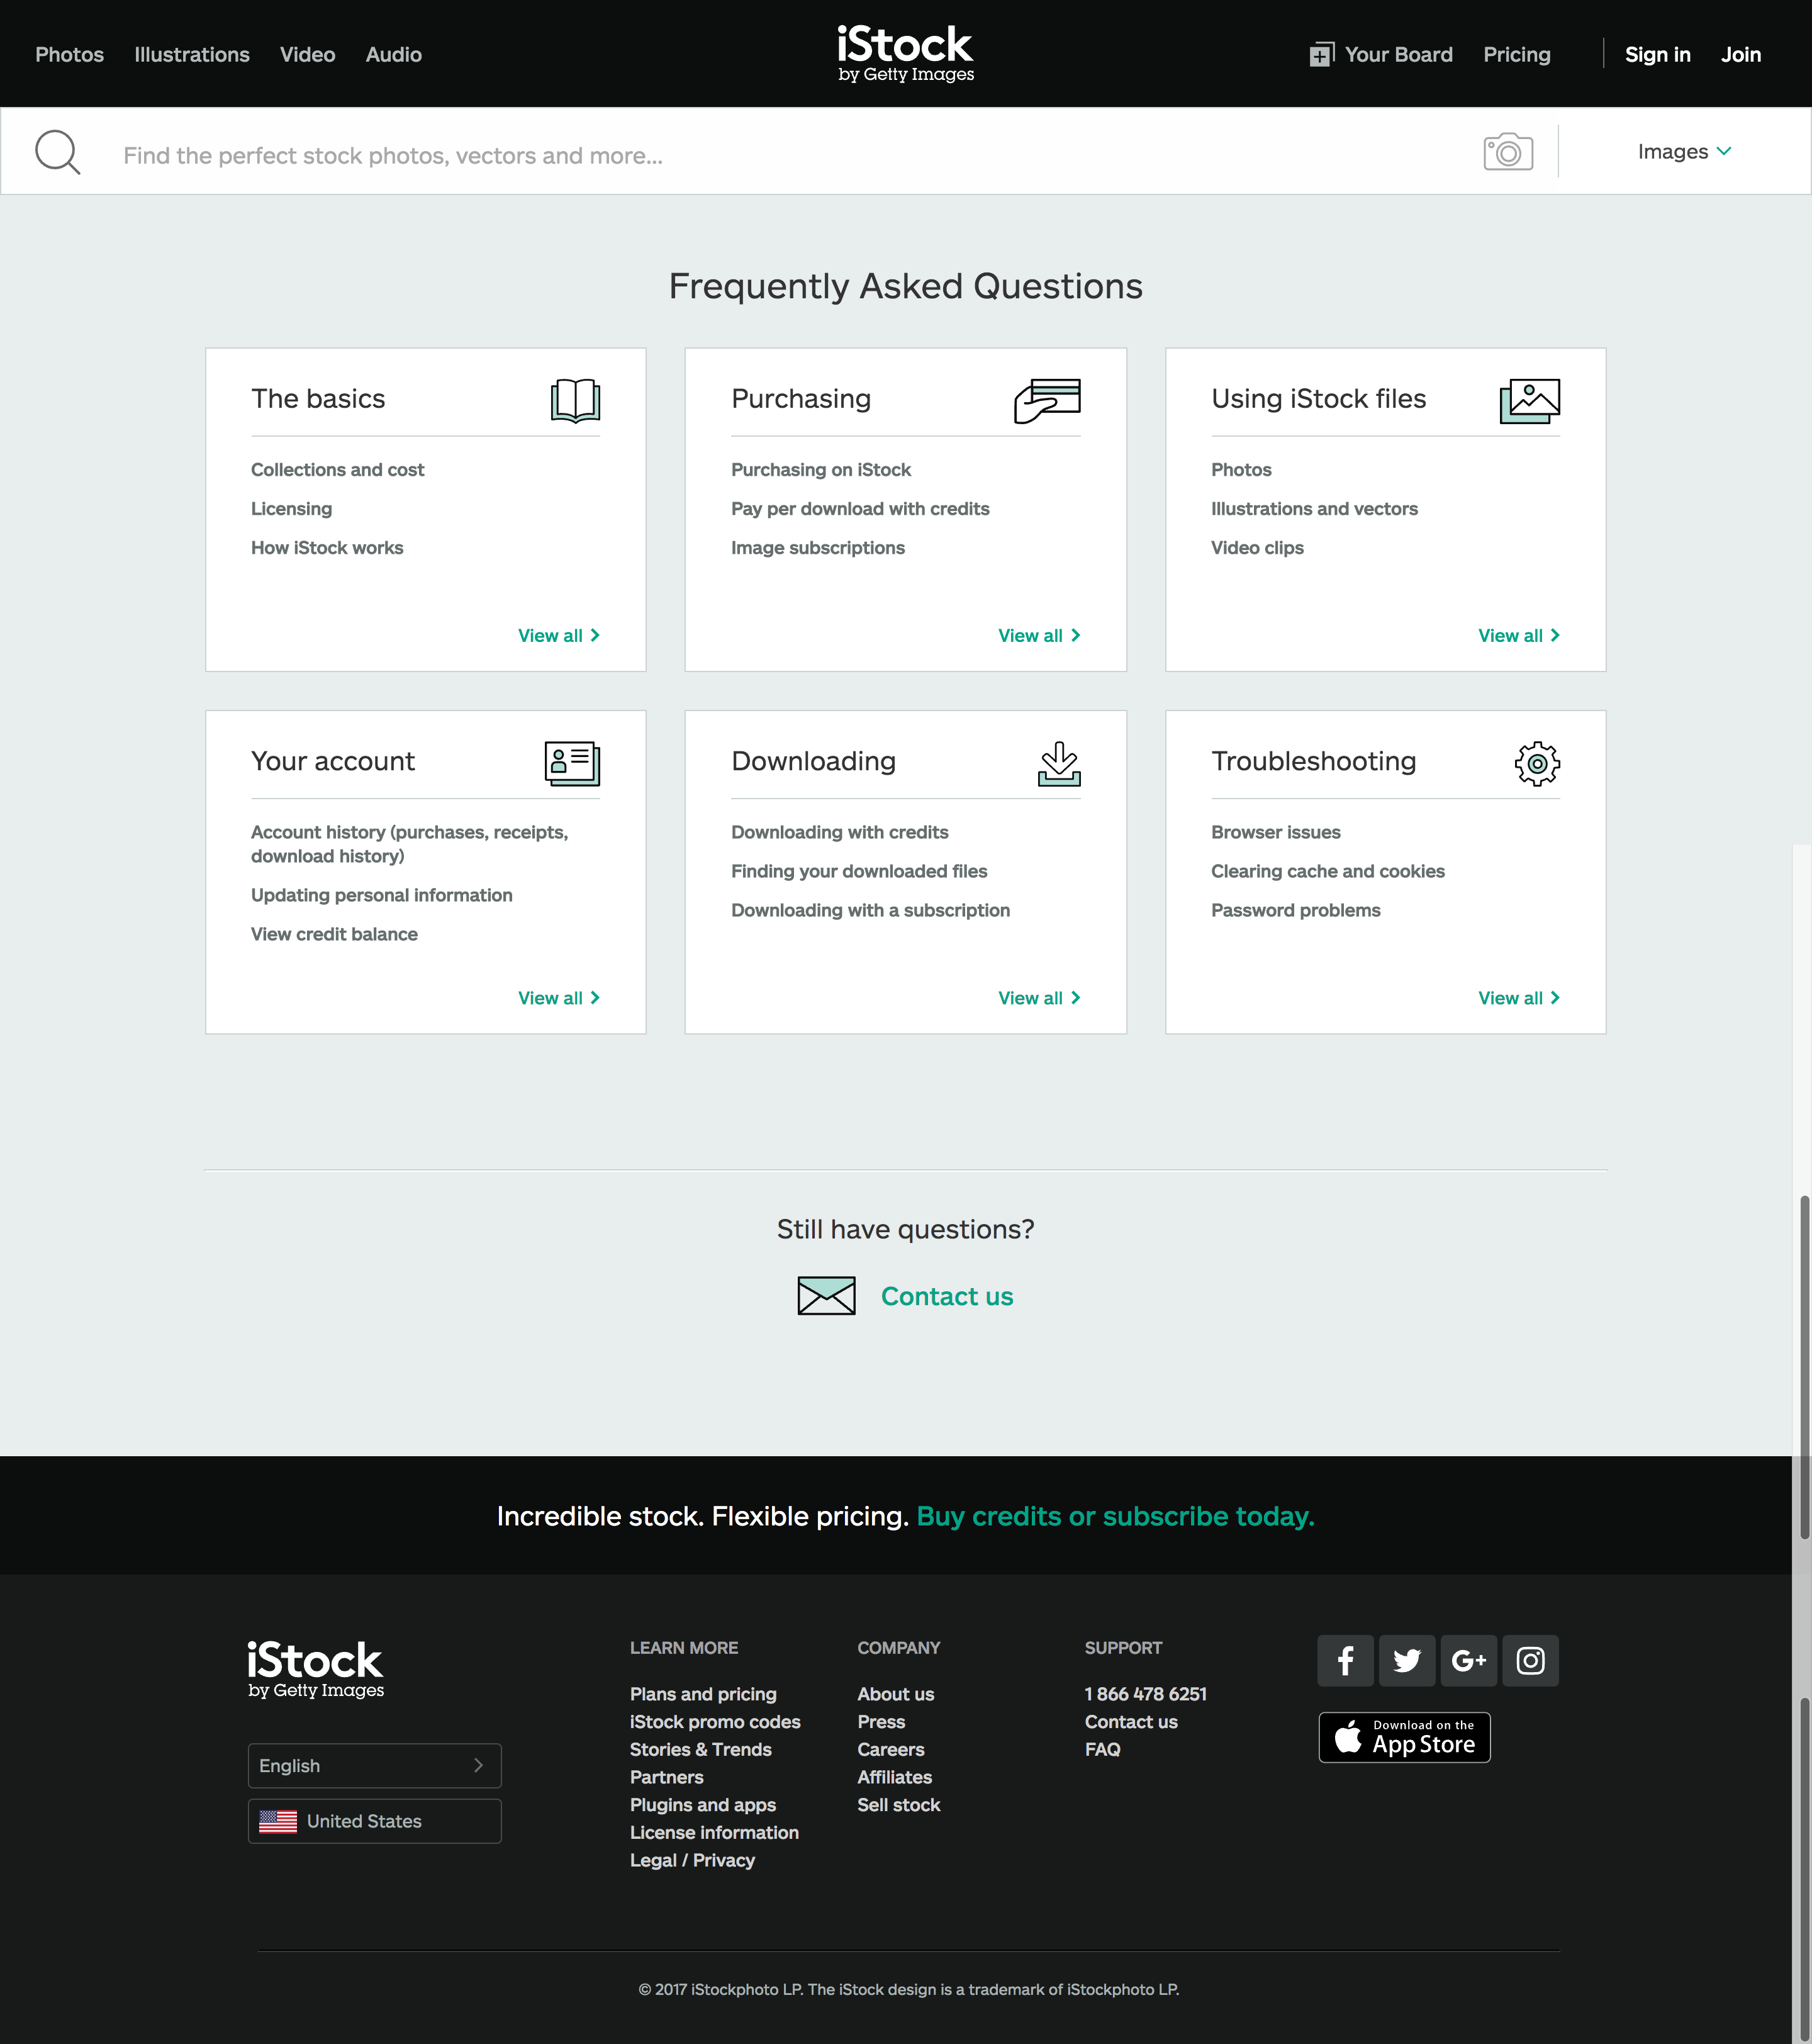 Photos Illustrations Video Audio
iStock
by Getty Images
Your Board Pricing Sign in Join
Find the perfect stock photos, vectors and more...
Images
Frequently Asked Questions
The basics
Collections and cost
Licensing
How iStock works
View all
Purchasing
Purchasing on iStock
Pay per download with credits
Image subscriptions
View all
Using iStock files
Photos
Illustrations and vectors
Video clips
View all
Your account
Account history (purchases, receipts,
download history)
Updating personal information
View credit balance
View all
Downloading
Downloading with credits
Finding your downloaded files
Downloading with a subscription
View all
Troubleshooting
Browser issues
Clearing cache and cookies
Password problems
View all
Still have questions?
Contact us
Incredible stock. Flexible pricing. Buy credits or subscribe today.
iStock
by Getty Images
English
United States
LEARN MORE
Plans and pricing
iStock promo codes
Stories & Trends
Partners
Plugins and apps
License information
Legal / Privacy
COMPANY
About us
Press
Careers
Affiliates
Sell stock
SUPPORT
1 866 478 6251
Contact us
FAQ
f G+
Download on the
App Store
© 2017 iStockphoto LP. The iStock design is a trademark of iStockphoto LP.